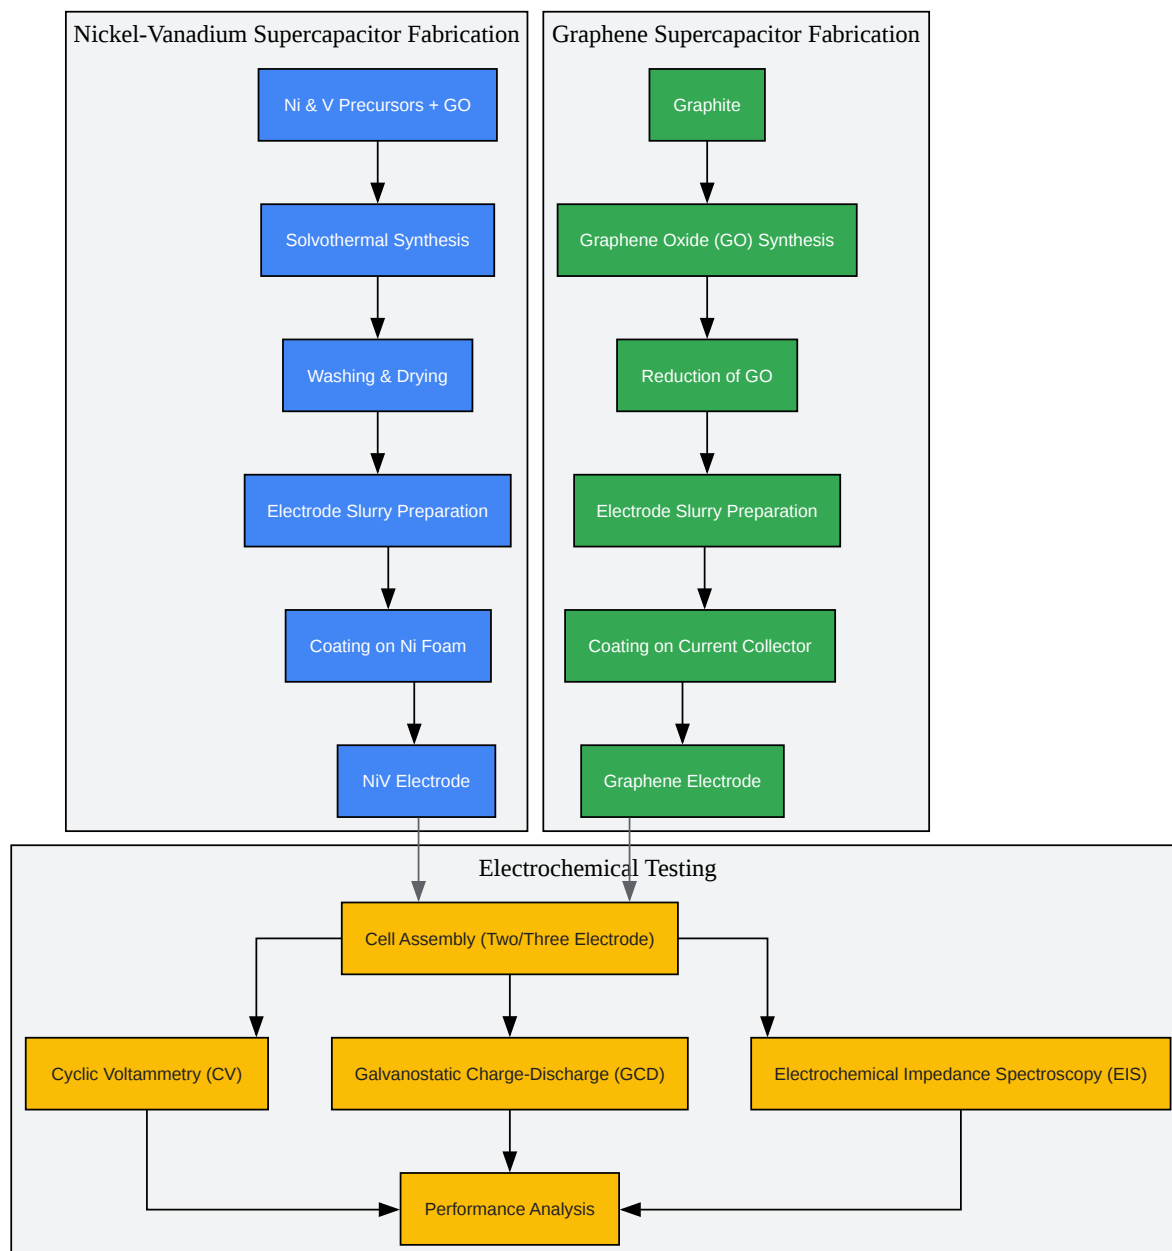 Nickel-Vanadium Supercapacitor Fabrication
Ni & V Precursors + GO
Solvothermal Synthesis
Washing & Drying
Electrode Slurry Preparation
Coating on Ni Foam
NiV Electrode
Graphene Supercapacitor Fabrication
Graphite
Graphene Oxide (GO) Synthesis
Reduction of GO
Electrode Slurry Preparation
Coating on Current Collector
Graphene Electrode
Electrochemical Testing
Cell Assembly (Two/Three Electrode)
Cyclic Voltammetry (CV)
Galvanostatic Charge-Discharge (GCD)
Electrochemical Impedance Spectroscopy (EIS)
Performance Analysis